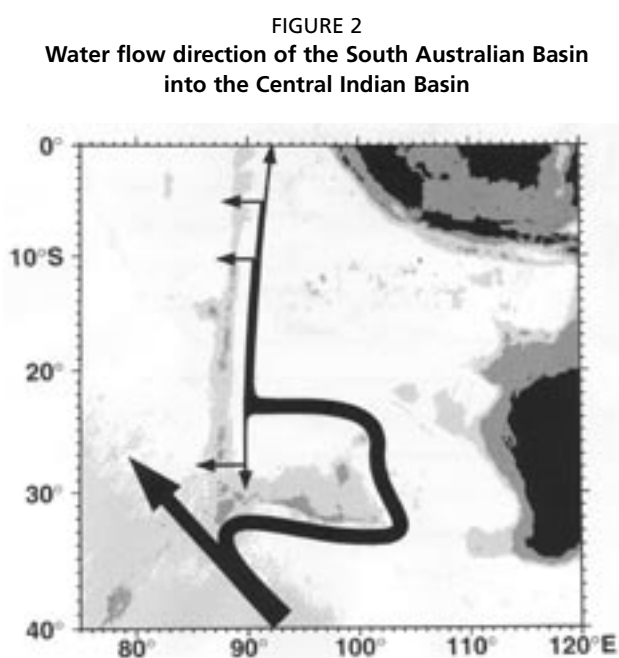 FIGURE 2
Water flow direction of the South Australian Basin
into the Central Indian Basin
0°
10°S
20°
30°
40°
80°
90°
100°
110°
120°E